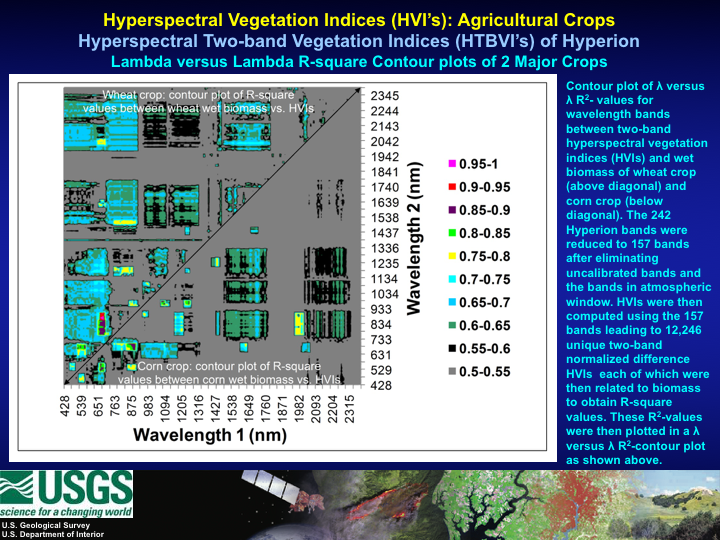 Hyperspectral Vegetation Indices (HVI's): Agricultural Crops
Hyperspectral Two-band Vegetation Indices (HTBVI's) of Hyperion
Lambda versus Lambda R-square Contour plots of 2 Major Crops
Wheat crop: contour plot of R-square
values between wheat wet biomass vs. HVIs
Corn crop: contour plot of R-square
values between corn wet biomass vs. HVIs
2345
2244
2143
2042
1942
1841
1740
1639
1538
1437
1336
1235
1134
1034
933
834
733
631
529
428
Wavelength 2 (nm)
428 539 651 763 875 983 1094 1205 1316 1427 1538 1649 1760 1871 1982 2093 2204 2315
Wavelength 1 (nm)
0.95-1
0.9-0.95
0.85-0.9
0.8-0.85
0.75-0.8
0.7-0.75
0.65-0.7
0.6-0.65
0.55-0.6
0.5-0.55
Contour plot of λ versus
λ R²- values for
wavelength bands
between two-band
hyperspectral vegetation
indices (HVIs) and wet
biomass of wheat crop
(above diagonal) and
corn crop (below
diagonal). The 242
Hyperion bands were
reduced to 157 bands
after eliminating
uncalibrated bands and
the bands in atmospheric
window. HVIs were then
computed using the 157
bands leading to 12,246
unique two-band
normalized difference
HVIs each of which were
then related to biomass
to obtain R-square
values. These R²-values
were then plotted in a λ
versus λ R²-contour plot
as shown above.
USGS
science for a changing world
U.S. Geological Survey
U.S. Department of Interior